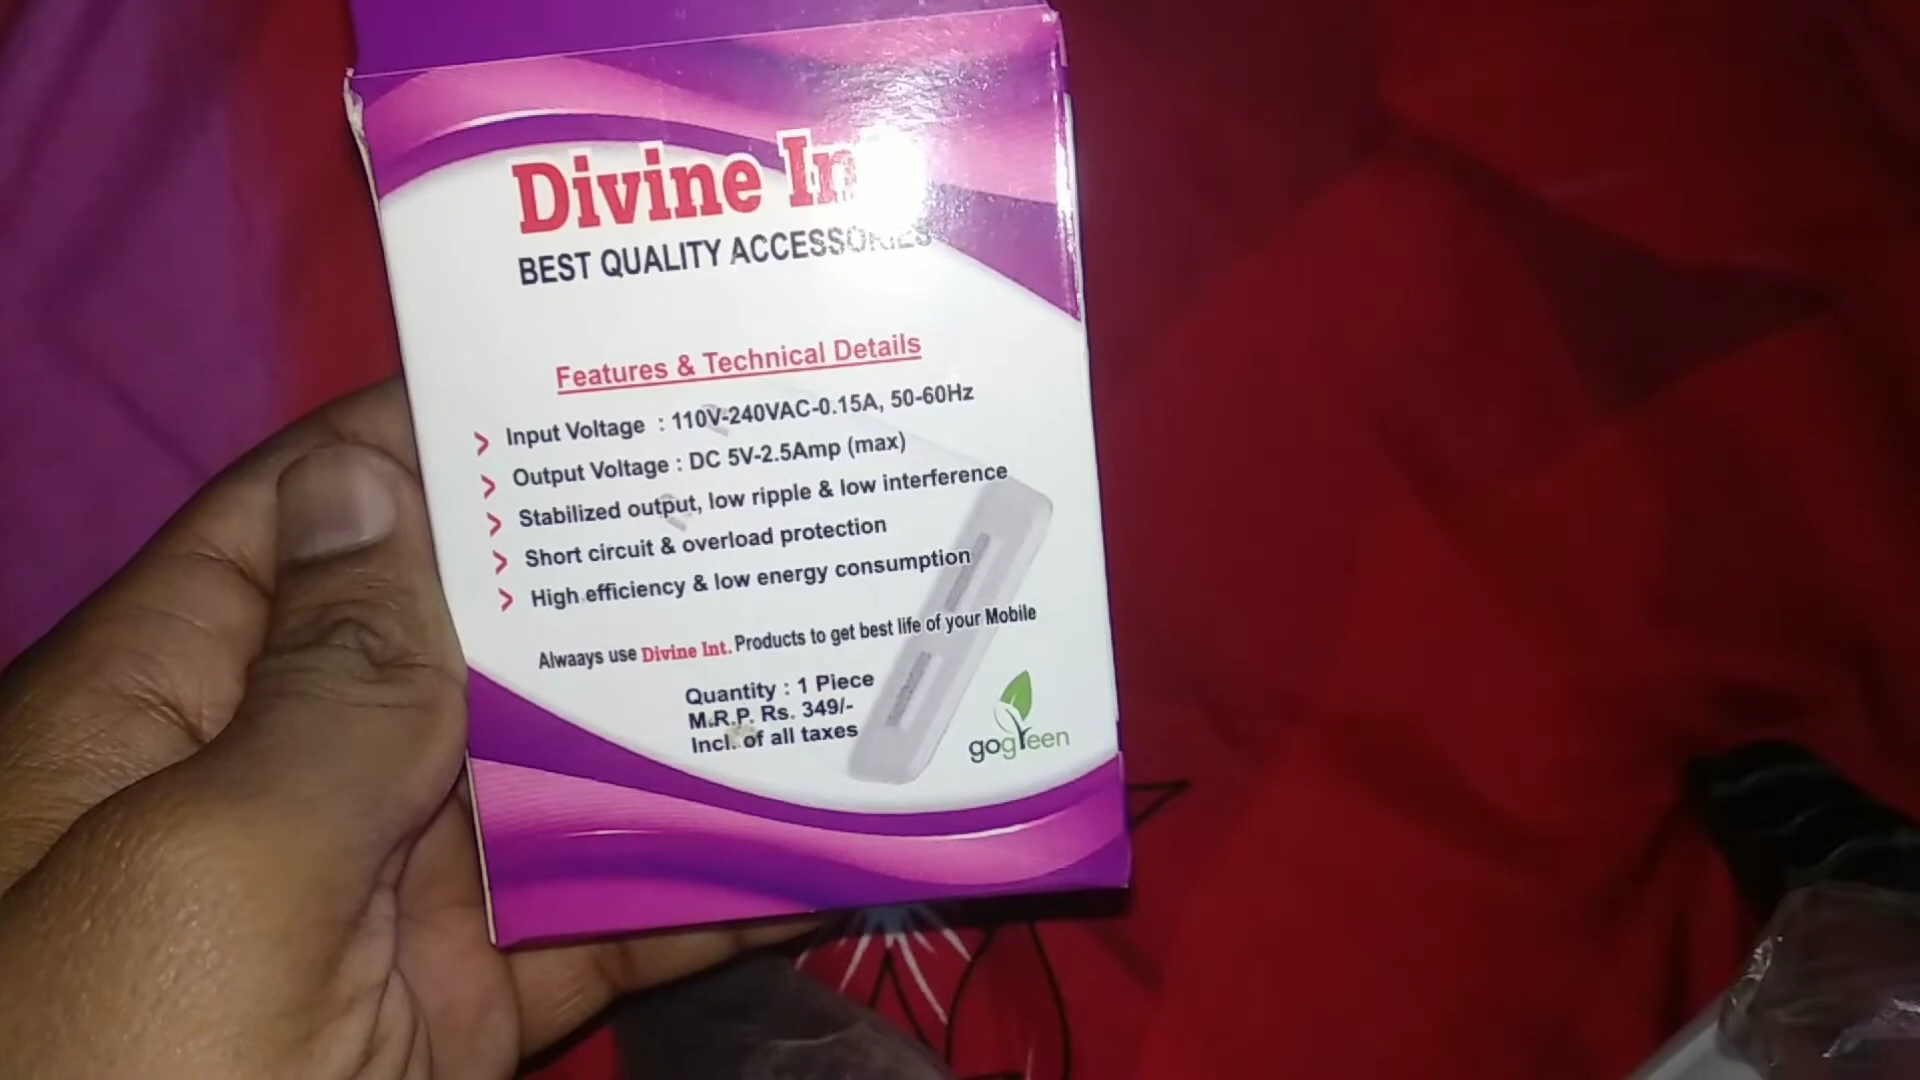 Divine Int
BEST QUALITY ACCESSORIES
Features & Technical Details
Input Voltage : 110V-240VAC-0.15A, 50-60Hz
Output Voltage : DC 5V-2.5Amp (max)
Stabilized output, low ripple & low interference
Short circuit & overload protection
High efficiency & low energy consumption
Alwaays use Divine Int. Products to get best life of your Mobile
Quantity : 1 Piece
M.R.P. Rs. 349/-
Incl. of all taxes
gogreen